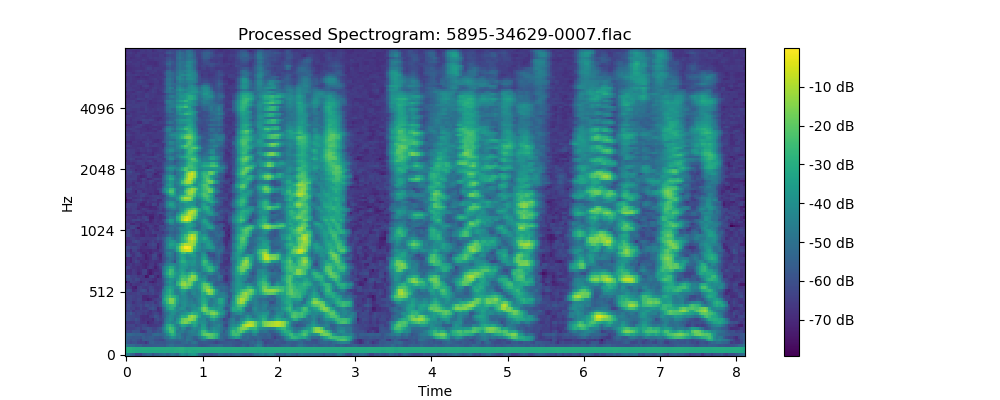 Processed Spectrogram: 5895-34629-0007.flac
Hz
4096
2048
1024
512
0
0 1 2 3 4 5 6 7 8
Time
-10 dB
-20 dB
-30 dB
-40 dB
-50 dB
-60 dB
-70 dB